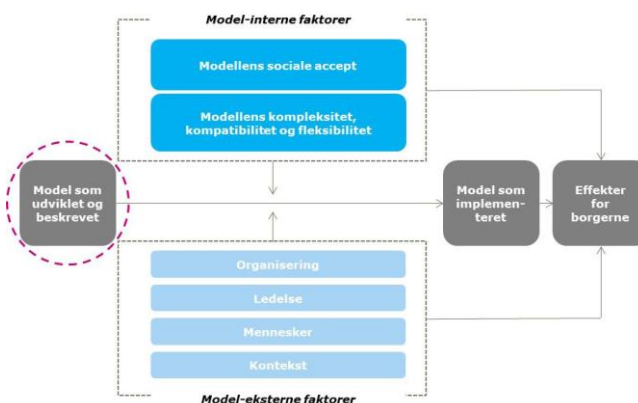 Model-interne faktorer
Modellens sociale accept
Modellens kompleksitet,
kompatibilitet og fleksibilitet
Model som
udviklet og
beskrevet
Model som
implemen-
teret
Effekter
for
borgerne
Organisering
Ledelse
Mennesker
Kontekst
Model-eksterne faktorer